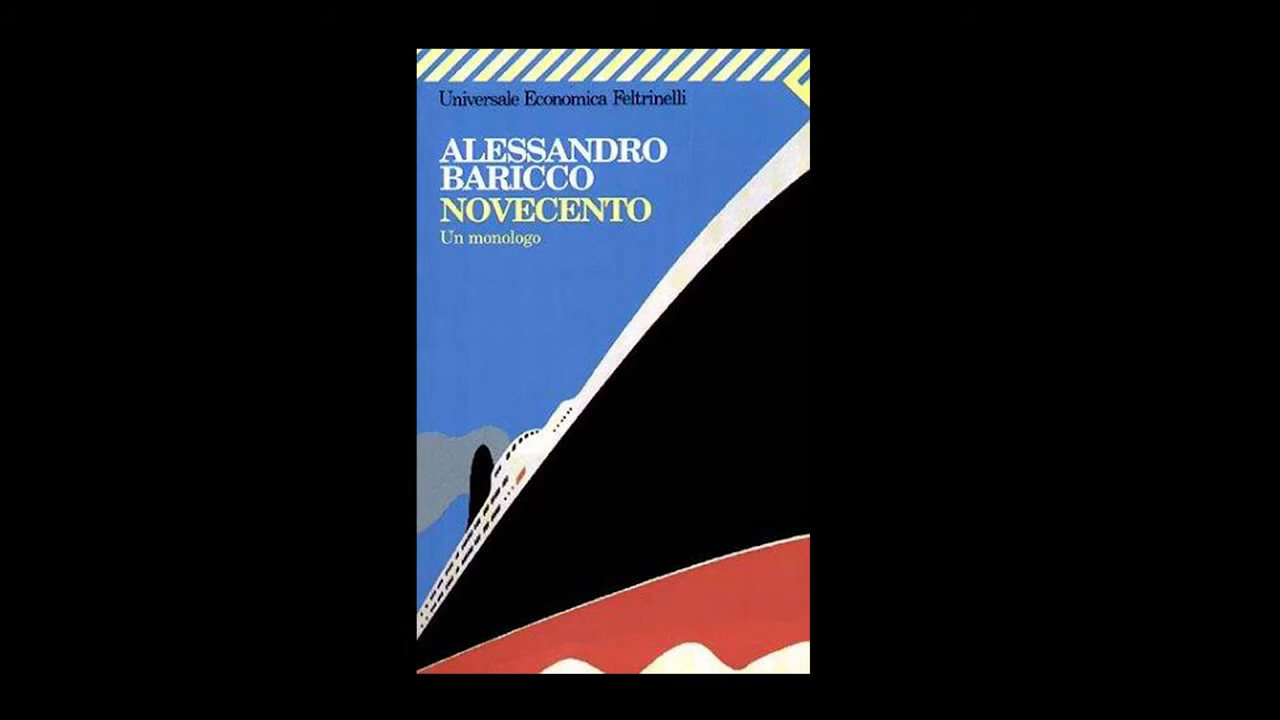 Universale Economica Feltrinelli
ALESSANDRO
BARICCO
NOVECENTO
Un monologo